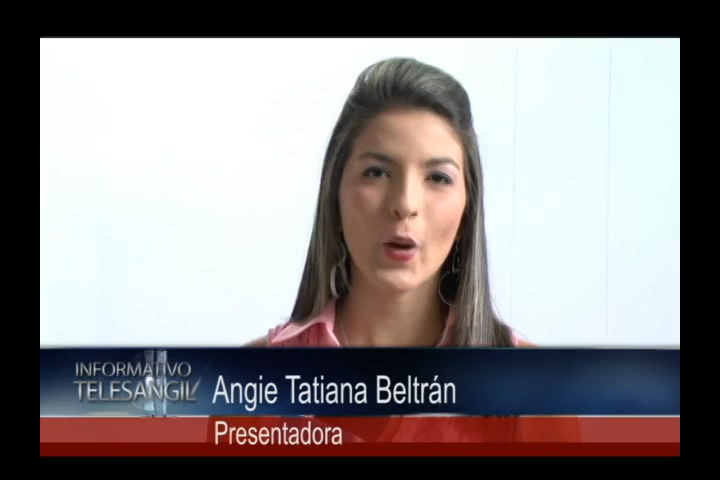 INFORMATIVO
TELESANGIL
Angie Tatiana Beltrán
Presentadora